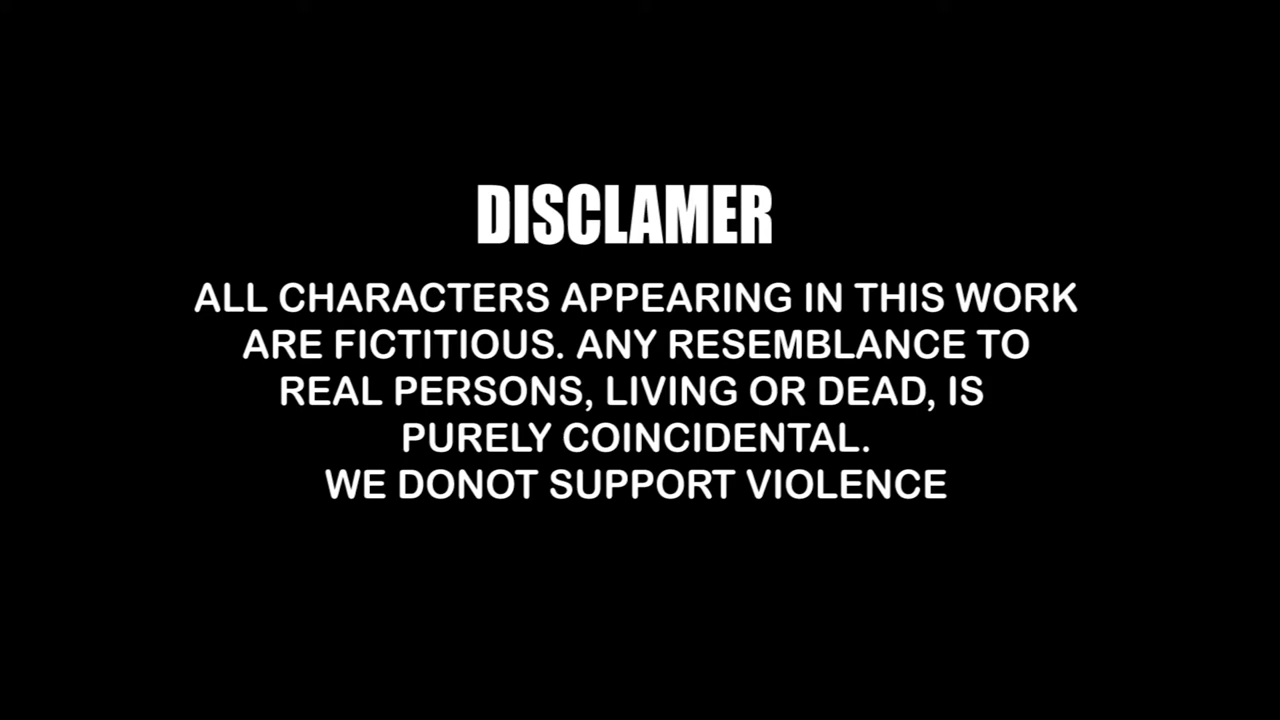 DISCLAMER
ALL CHARACTERS APPEARING IN THIS WORK
ARE FICTITIOUS. ANY RESEMBLANCE TO
REAL PERSONS, LIVING OR DEAD, IS
PURELY COINCIDENTAL.
WE DONOT SUPPORT VIOLENCE